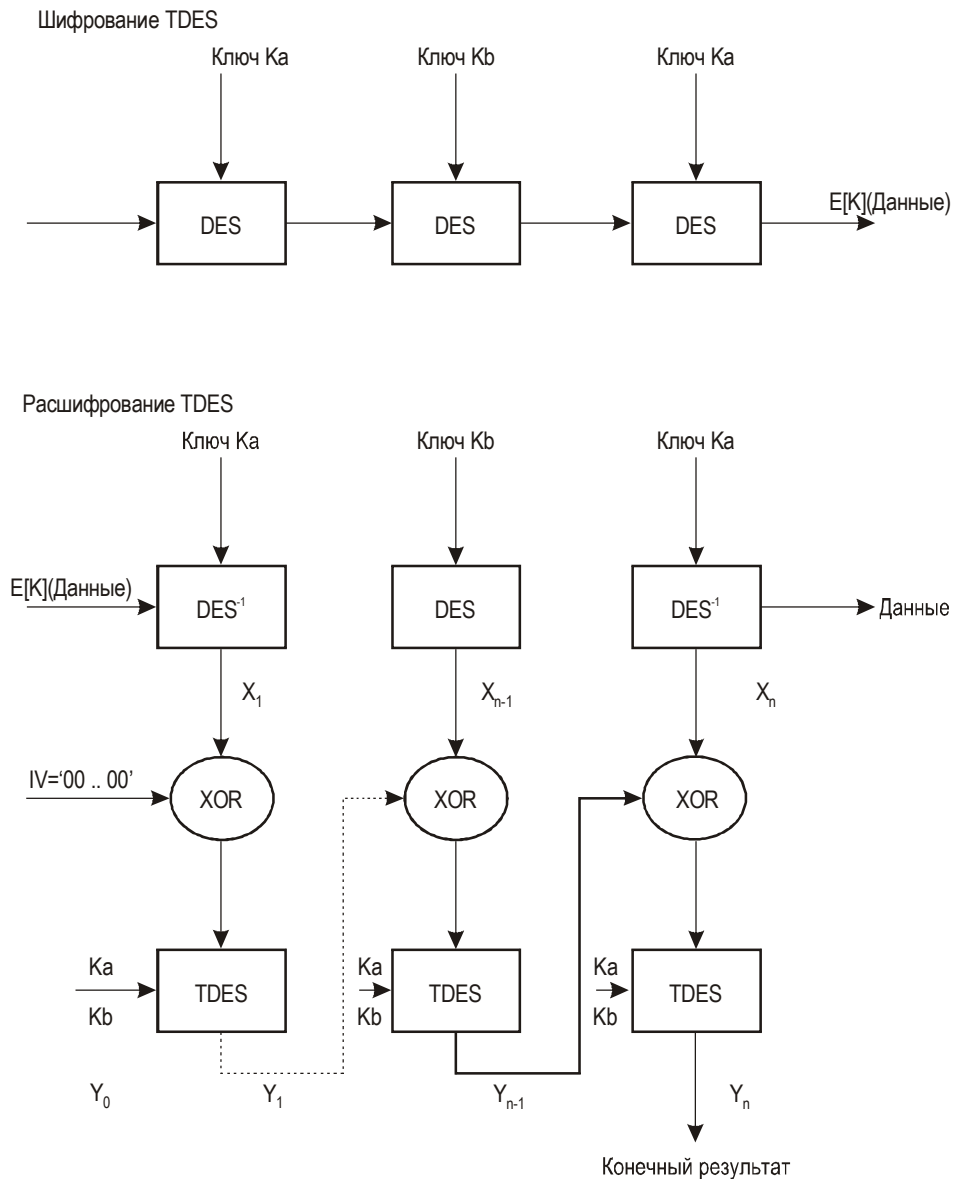 Шифрование TDES
Ключ Ka Ключ Kb Ключ Ka
DES DES DES E[K](Данные)
Расшифрование TDES
Ключ Ka Ключ Kb Ключ Ka
E[K](Данные) DES⁻¹ DES DES⁻¹ Данные
X₁ Xₙ₋₁ Xₙ
IV='00 .. 00' XOR XOR XOR
Ka Ka Ka
TDES TDES TDES
Kb Kb Kb
Y₀ Y₁ Yₙ₋₁ Yₙ
Конечный результат